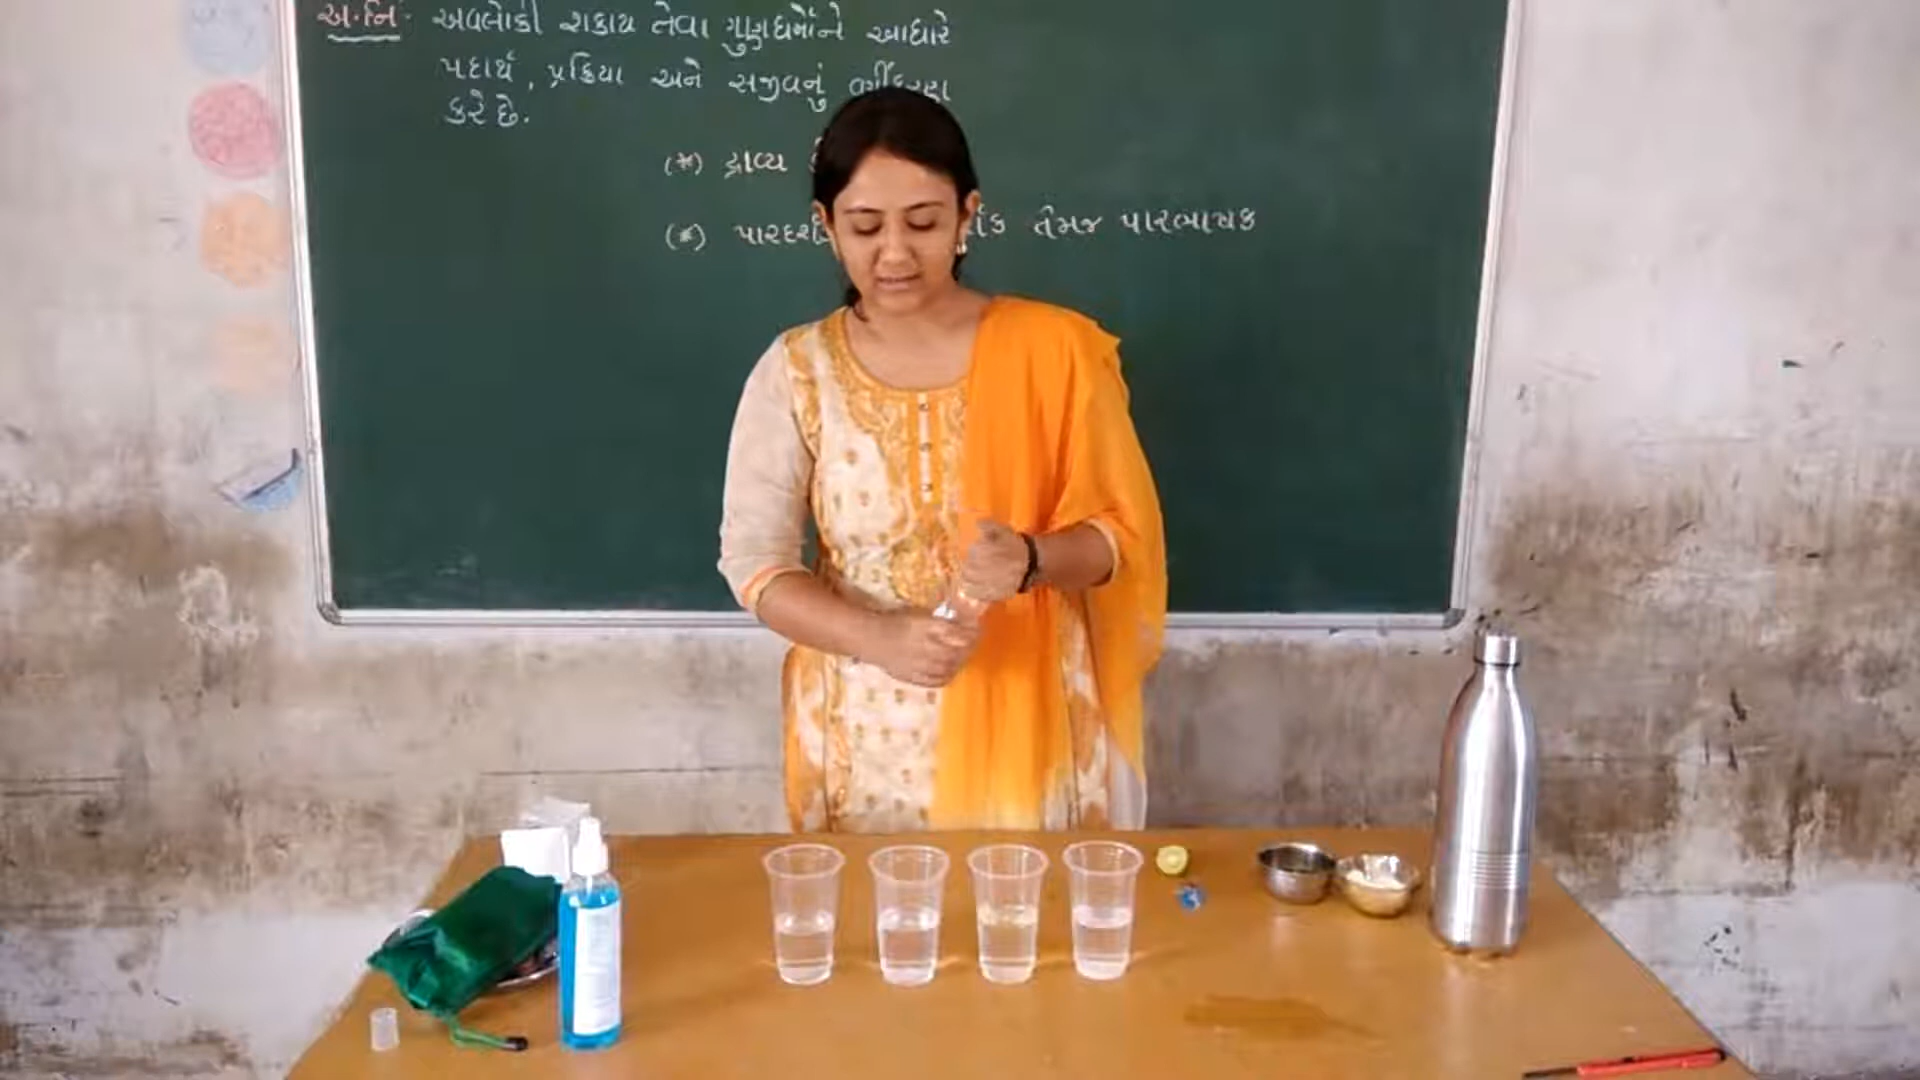 અ.નિ. અવલોકી શકાય તેવા ગુણધર્મોને આધારે
પદાર્થ, પ્રક્રિયા અને સજીવનું વર્ગીકરણ
કરે છે.
(*) દ્રાવ્ય
(*) પારદર્શક તેમજ પારભાસક